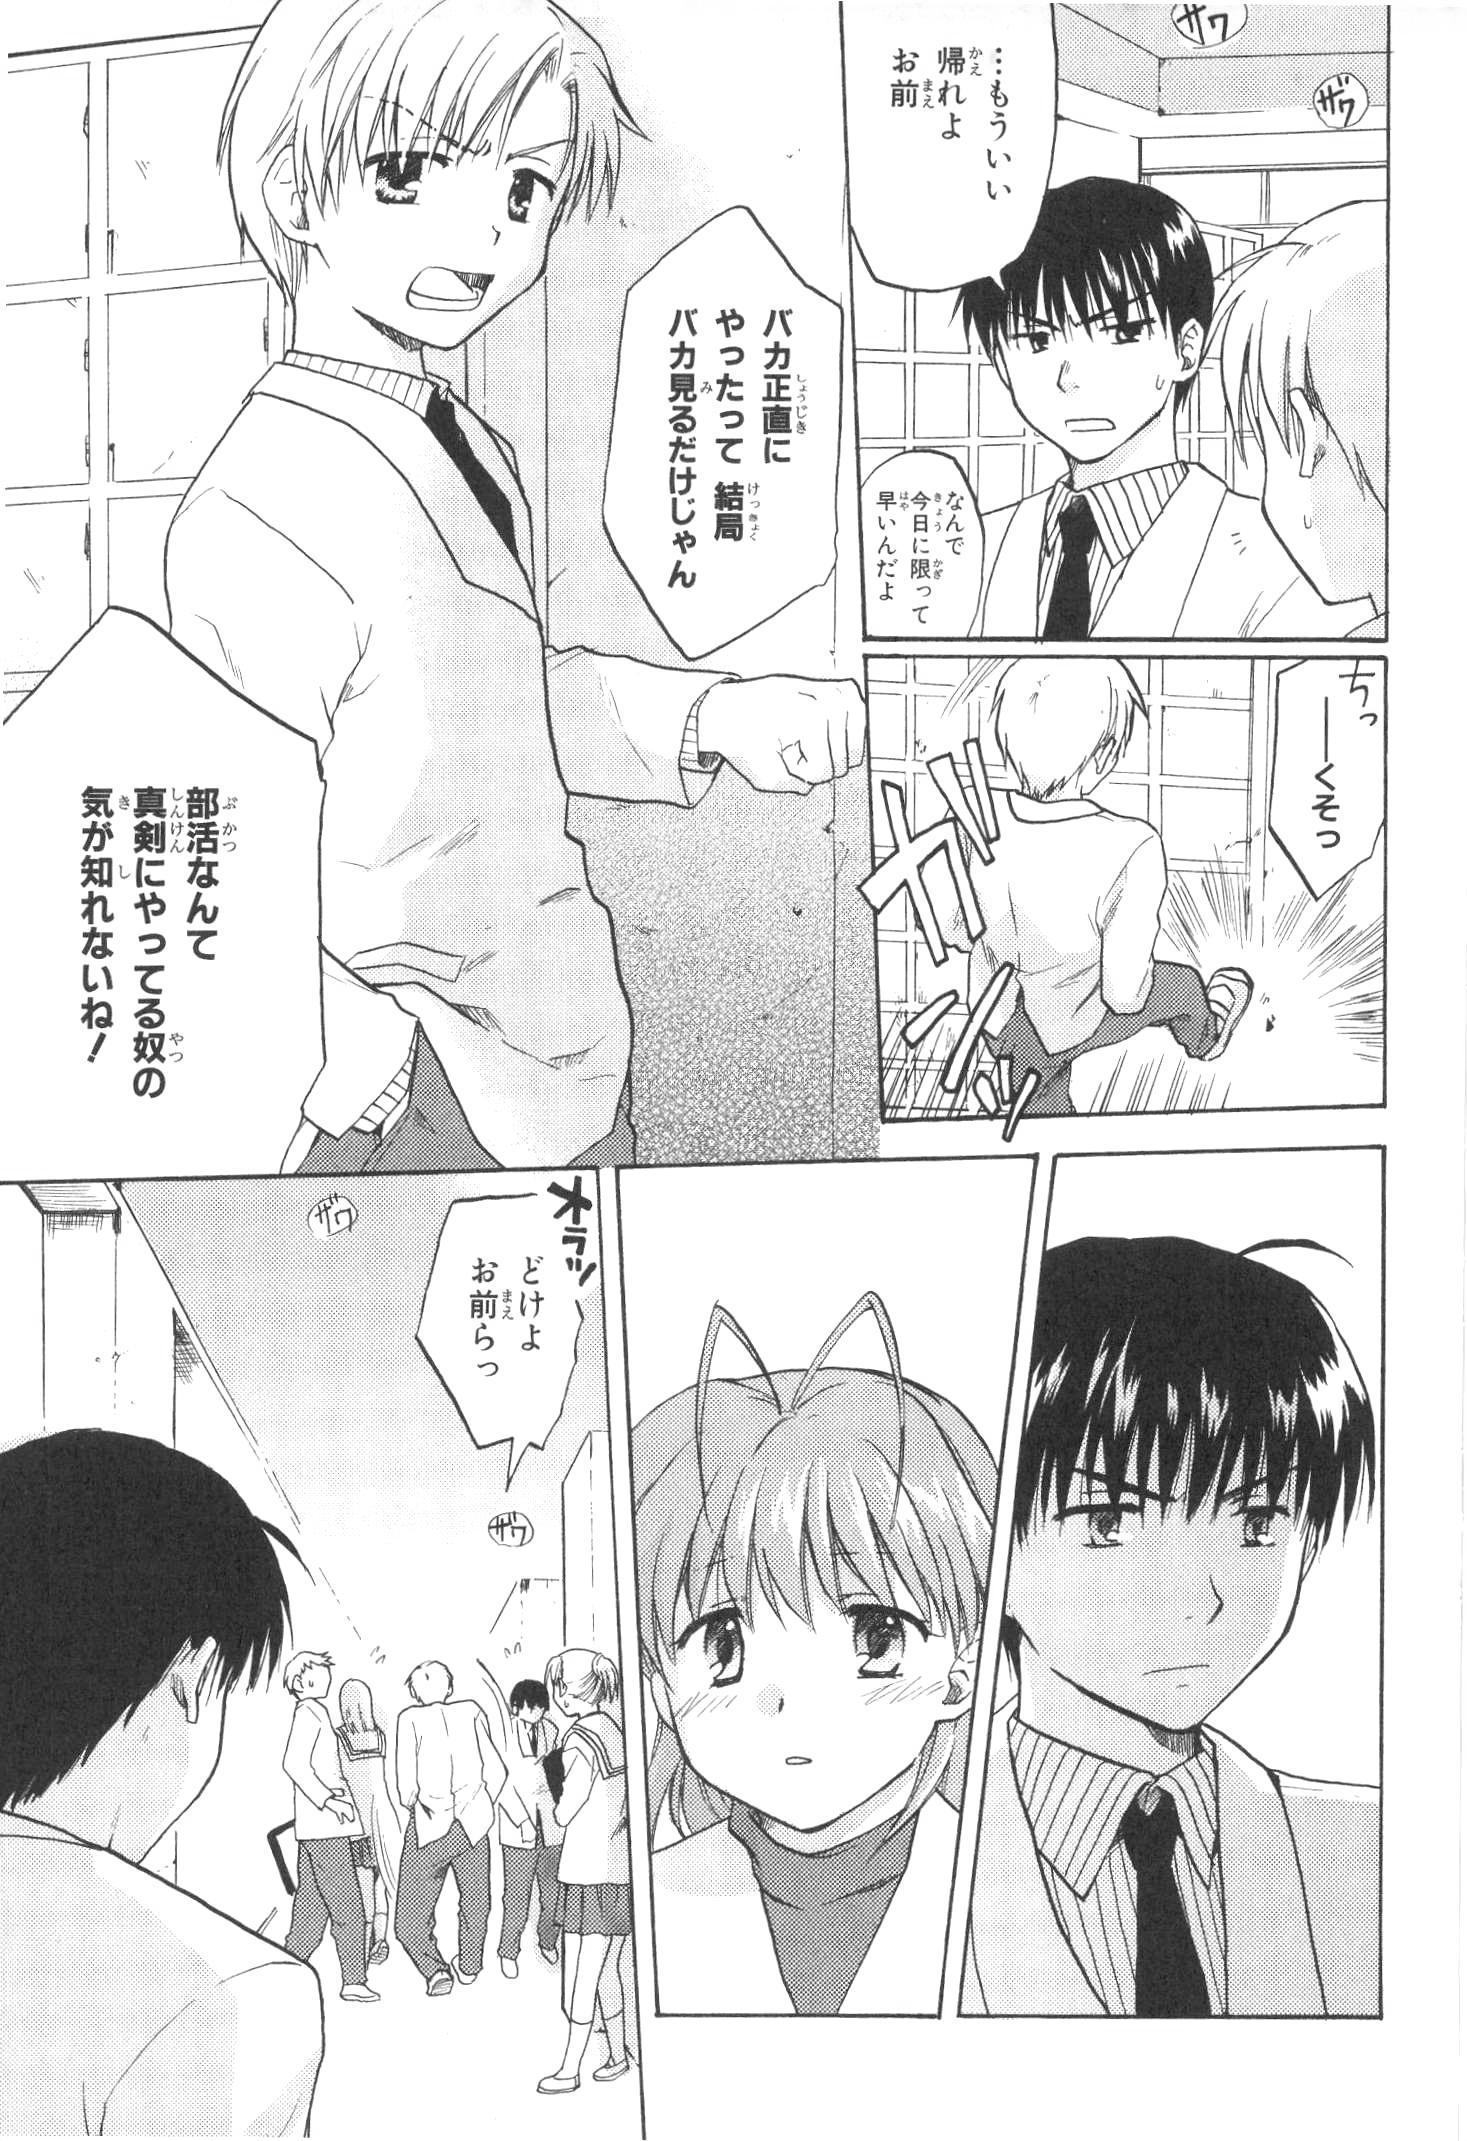 ザワ
ザワ
…もういい
帰れよ
お前
なんで
今日に限って
早いんだよ
ちっ
―くそっ
ガンッ
バカ正直に
やったって 結局
バカ見るだけじゃん
部活なんて
真剣にやってる奴の
気が知れないね!
オラッ
どけよ
お前らっ
ザワ
ザワ